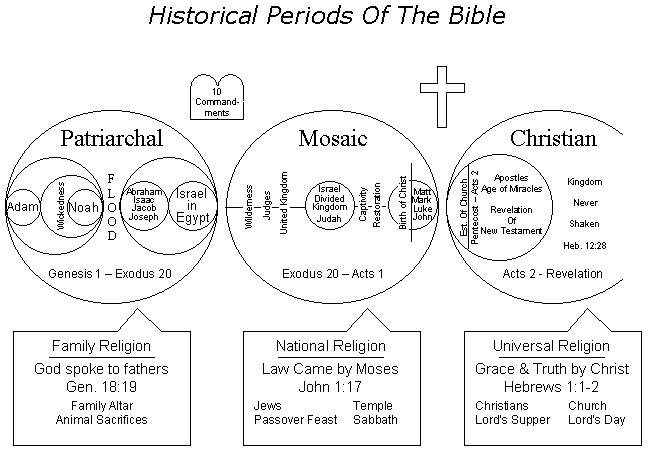 Historical Periods Of The Bible
10
Command-
ments
Patriarchal
Adam
Wickedness
Noah
FLOOD
Abraham
Isaac
Jacob
Joseph
Israel
in
Egypt
Genesis 1 – Exodus 20
Mosaic
Wilderness
Judges
United Kingdom
Israel
Divided
Kingdom
Judah
Captivity
Restoration
Birth of Christ
Matt
Mark
Luke
John
Exodus 20 – Acts 1
Christian
Est. Of Church
Pentecost - Acts 2
Apostles
Age of Miracles
Revelation
Of
New Testament
Kingdom
Never
Shaken
Heb. 12:28
Acts 2 - Revelation
Family Religion
God spoke to fathers
Gen. 18:19
Family Altar
Animal Sacrifices
National Religion
Law Came by Moses
John 1:17
Jews Temple
Passover Feast Sabbath
Universal Religion
Grace & Truth by Christ
Hebrews 1:1-2
Christians Church
Lord's Supper Lord's Day